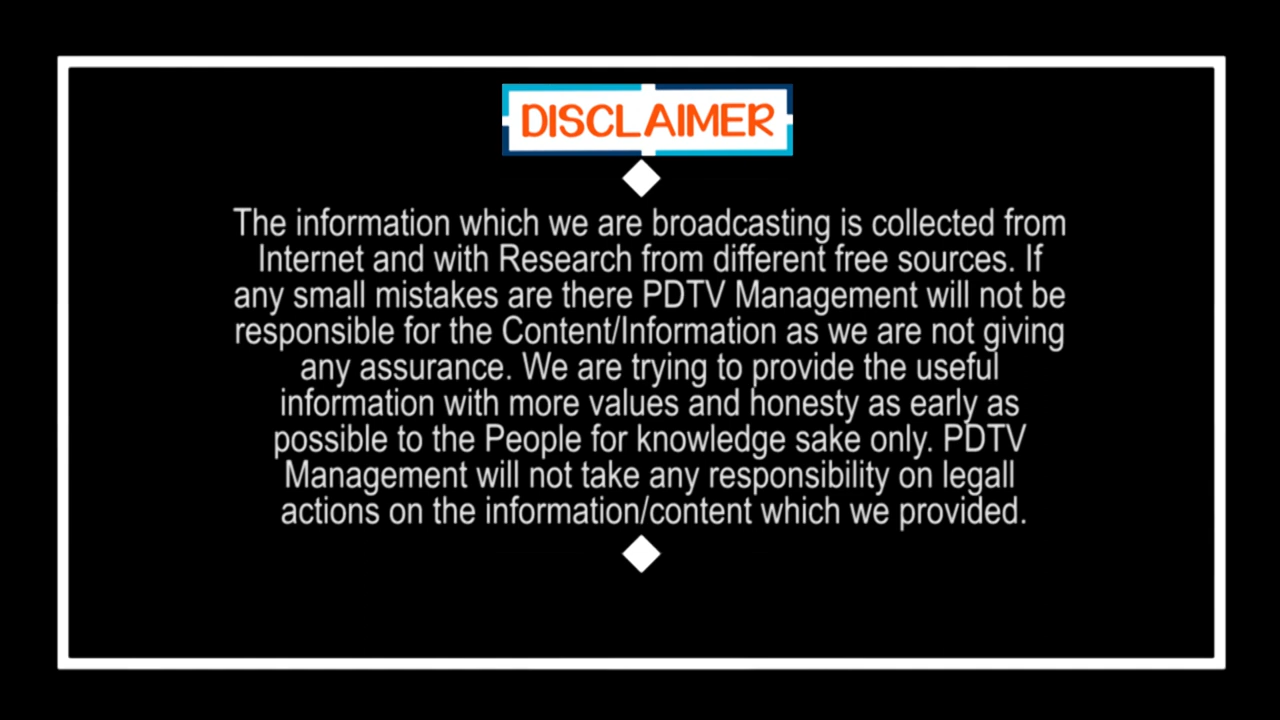 DISCLAIMER
The information which we are broadcasting is collected from
Internet and with Research from different free sources. If
any small mistakes are there PDTV Management will not be
responsible for the Content/Information as we are not giving
any assurance. We are trying to provide the useful
information with more values and honesty as early as
possible to the People for knowledge sake only. PDTV
Management will not take any responsibility on legall
actions on the information/content which we provided.